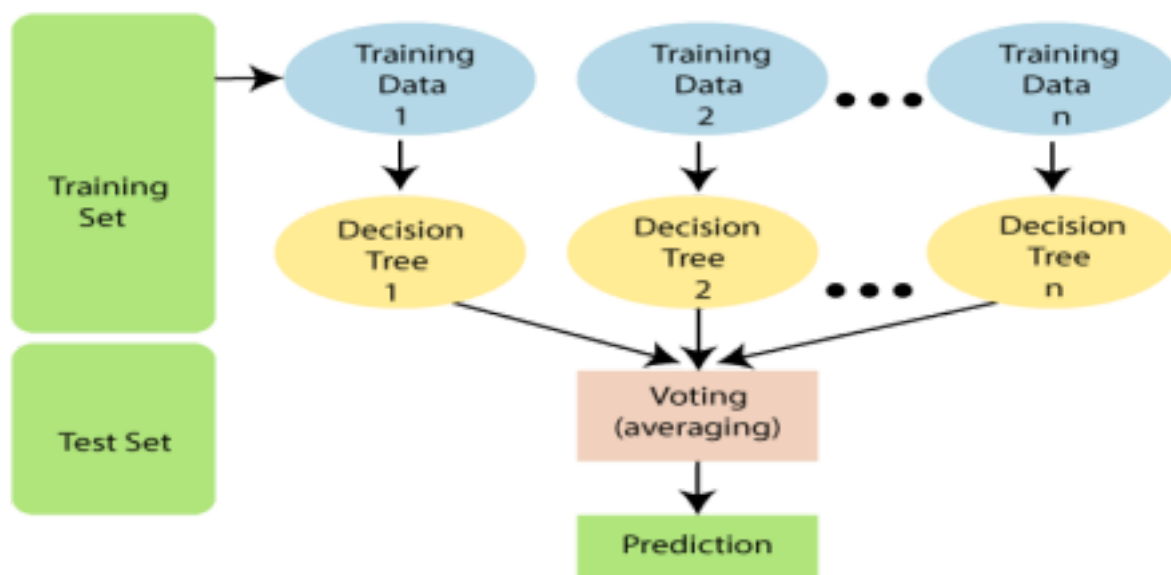 Training
Set
Test Set
Training
Data
1
Training
Data
2
Training
Data
n
Decision
Tree
1
Decision
Tree
2
Decision
Tree
n
Voting
(averaging)
Prediction